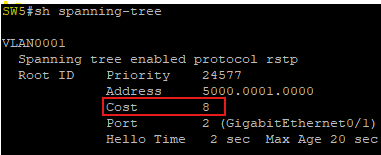 SW5#sh spanning-tree
VLAN0001
Spanning tree enabled protocol rstp
Root ID Priority 24577
Address 5000.0001.0000
Cost 8
Port 2 (GigabitEthernet0/1)
Hello Time 2 sec Max Age 20 sec